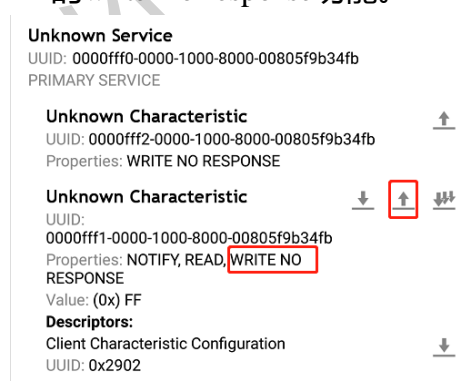 Unknown Service
UUID: 0000fff0-0000-1000-8000-00805f9b34fb
PRIMARY SERVICE
Unknown Characteristic
UUID: 0000fff2-0000-1000-8000-00805f9b34fb
Properties: WRITE NO RESPONSE
Unknown Characteristic
UUID:
0000fff1-0000-1000-8000-00805f9b34fb
Properties: NOTIFY, READ, WRITE NO
RESPONSE
Value: (0x) FF
Descriptors:
Client Characteristic Configuration
UUID: 0x2902